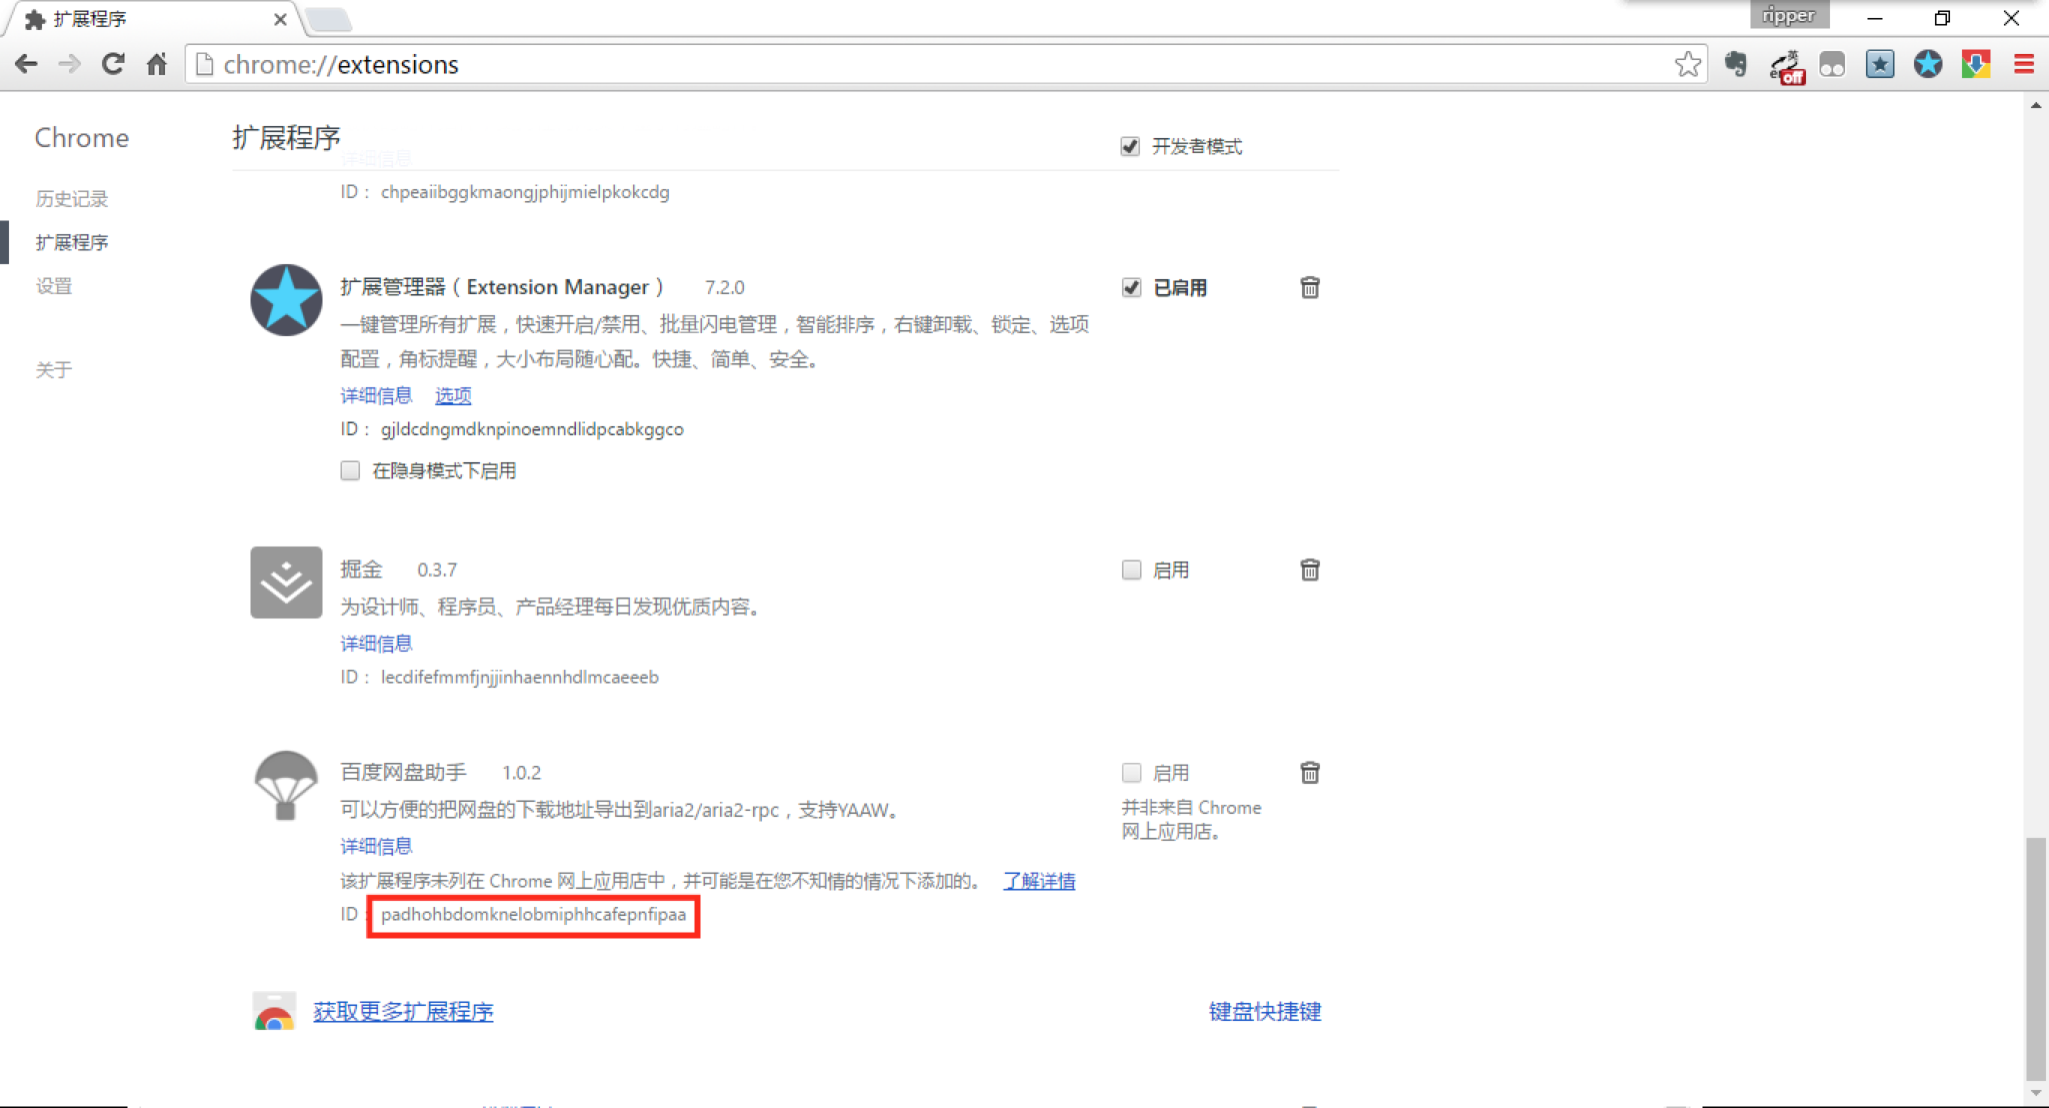 扩展程序
ripper
chrome://extensions
英
off
Chrome
扩展程序
开发者模式
历史记录
扩展程序
设置
关于
详细信息
ID： chpeaiibggkmaongjphijmielpkokcdg
扩展管理器（Extension Manager） 7.2.0
已启用
一键管理所有扩展，快速开启/禁用、批量闪电管理，智能排序，右键卸载、锁定、选项
配置，角标提醒，大小布局随心配。快捷、简单、安全。
详细信息 选项
ID： gjldcdngmdknpinoemndlidpcabkggco
在隐身模式下启用
掘金 0.3.7
启用
为设计师、程序员、产品经理每日发现优质内容。
详细信息
ID： lecdifefmmfjnjjinhaennhdlmcaeeeb
百度网盘助手 1.0.2
启用
可以方便的把网盘的下载地址导出到aria2/aria2-rpc，支持YAAW。
并非来自 Chrome
网上应用店。
详细信息
该扩展程序未列在 Chrome 网上应用店中，并可能是在您不知情的情况下添加的。 了解详情
ID： padhohbdomknelobmiphhcafepnfipaa
获取更多扩展程序
键盘快捷键